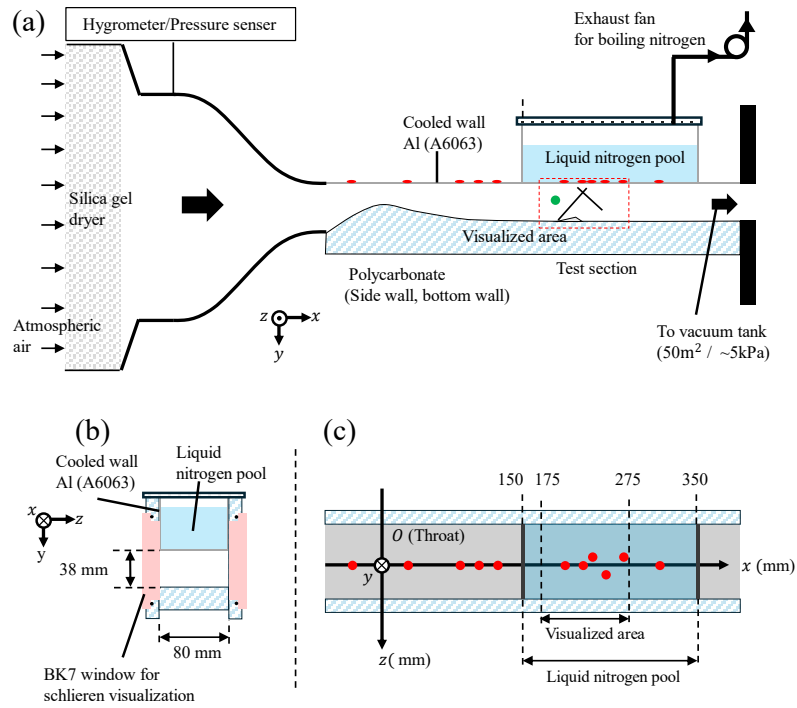 (a)
Hygrometer/Pressure senser
Exhaust fan
for boiling nitrogen
Cooled wall
Al (A6063)
Liquid nitrogen pool
Silica gel
dryer
Visualized area
Polycarbonate
(Side wall, bottom wall)
Test section
z
x
y
Atmospheric
air
To vacuum tank
(50m² / ~5kPa)
(b)
Cooled wall
Al (A6063)
Liquid
nitrogen pool
x
z
y
38 mm
80 mm
BK7 window for
schlieren visualization
(c)
150
175
275
350
O (Throat)
y
x (mm)
z( mm)
Visualized area
Liquid nitrogen pool